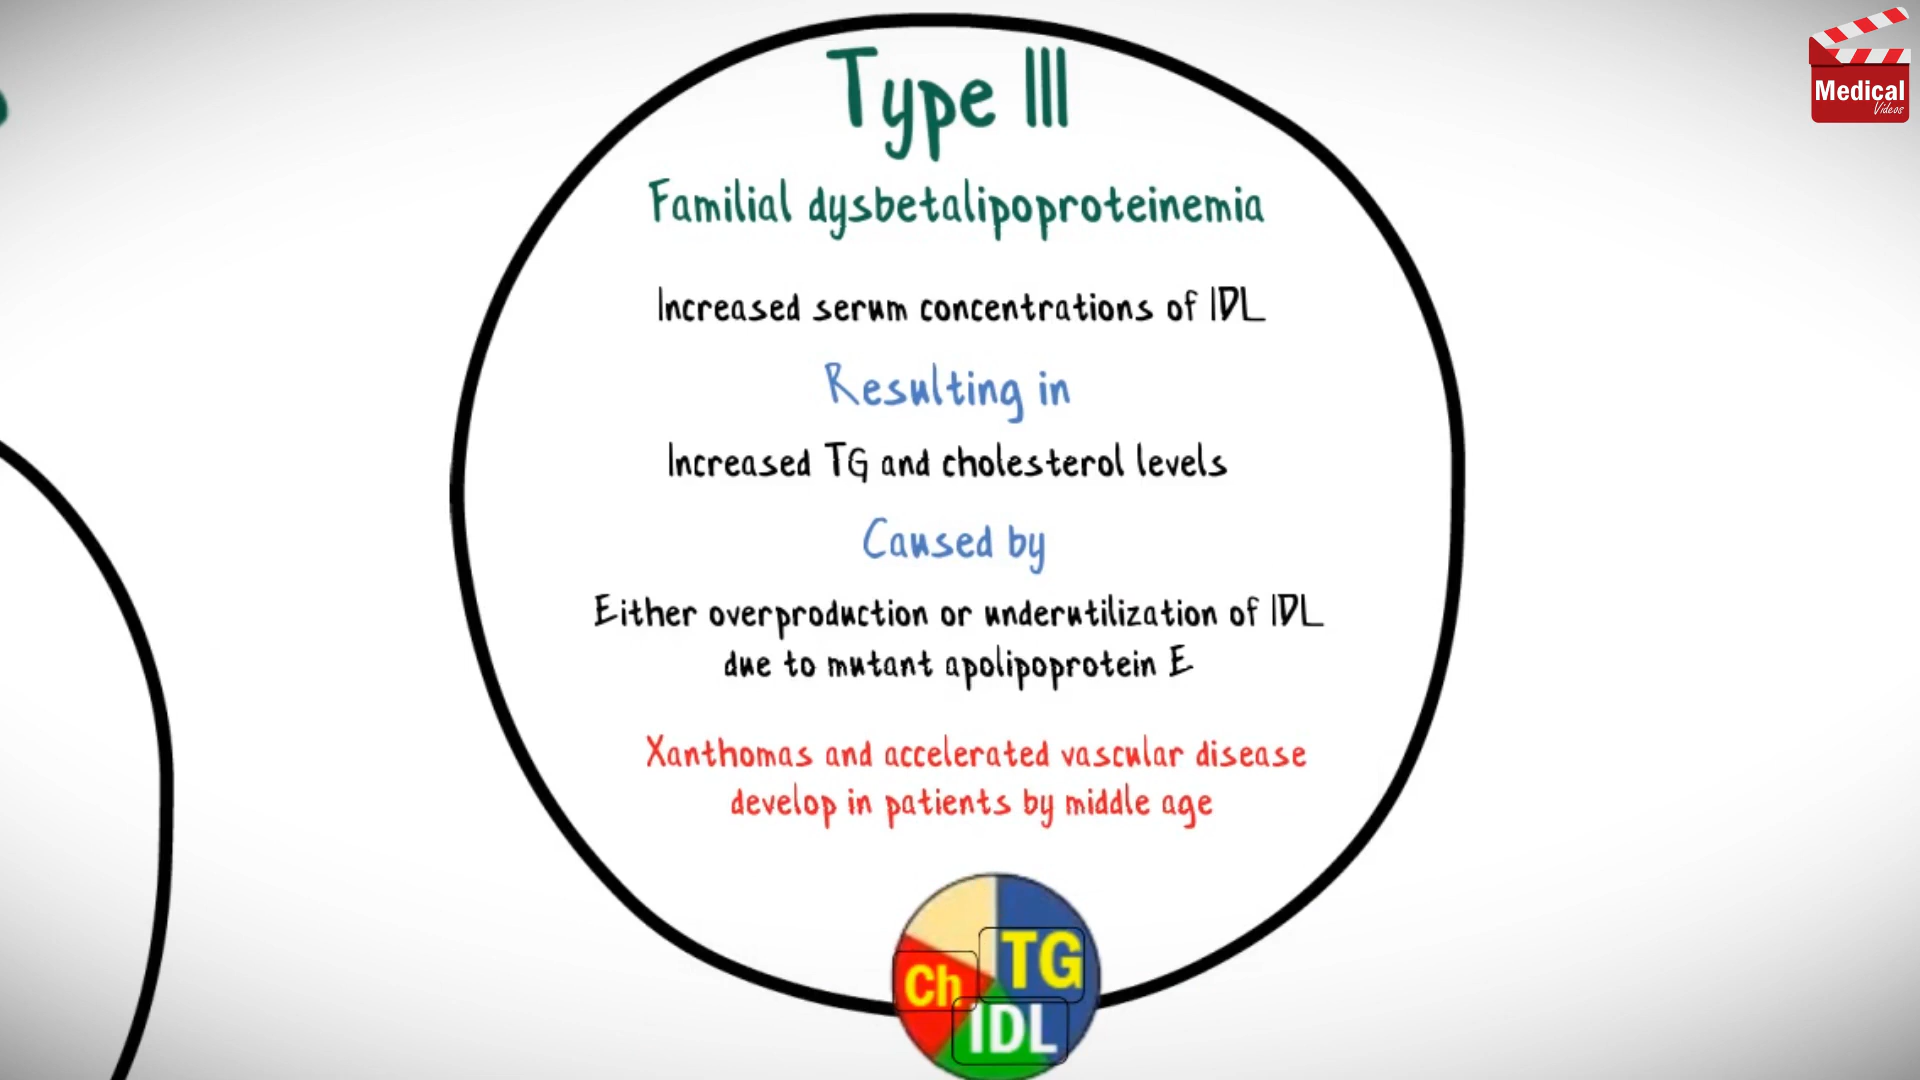 Type III
Familial dysbetalipoproteinemia
Increased serum concentrations of IDL
Resulting in
Increased TG and cholesterol levels
Caused by
Either overproduction or underutilization of IDL
due to mutant apolipoprotein E
Xanthomas and accelerated vascular disease
develop in patients by middle age
TG
Ch
IDL
Medical
Videos